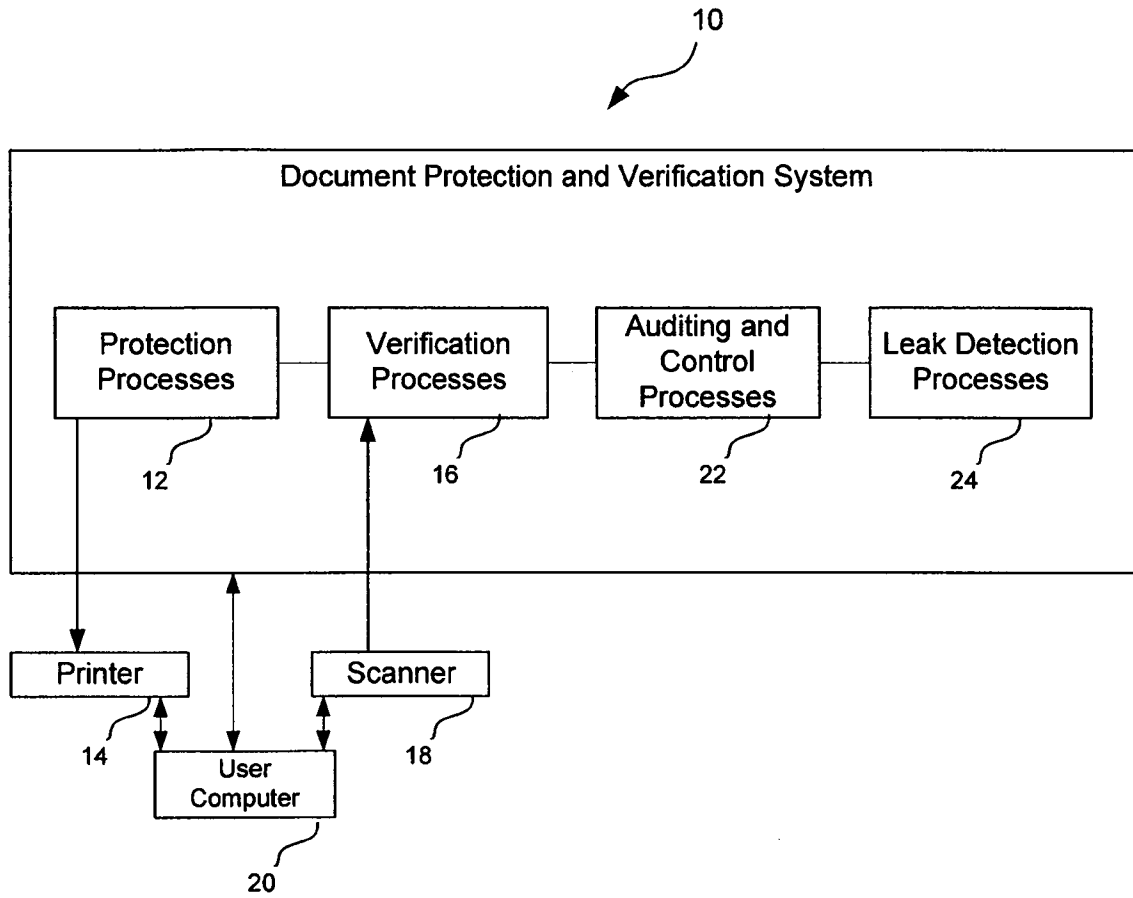 10
Document Protection and Verification System
Protection
Processes
Verification
Processes
Auditing and
Control
Processes
Leak Detection
Processes
12
16
22
24
Printer
Scanner
14
18
User
Computer
20